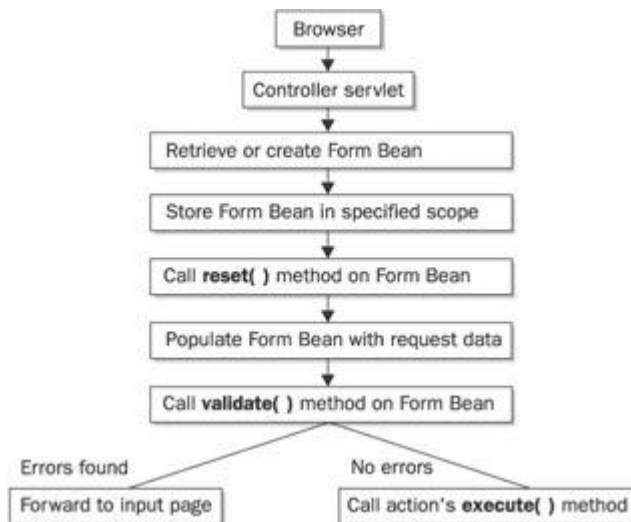 Browser
Controller servlet
Retrieve or create Form Bean
Store Form Bean in specified scope
Call reset( ) method on Form Bean
Populate Form Bean with request data
Call validate( ) method on Form Bean
Errors found
No errors
Forward to input page
Call action's execute( ) method